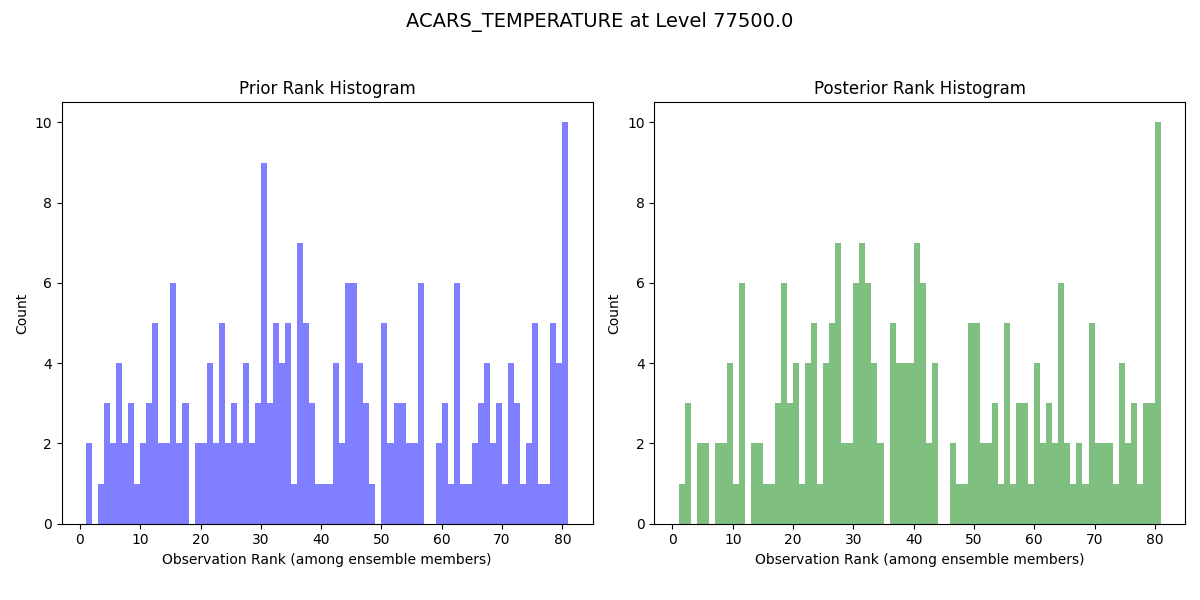 ACARS_TEMPERATURE at Level 77500.0
Prior Rank Histogram
Count
0
2
4
6
8
10
0 10 20 30 40 50 60 70 80
Observation Rank (among ensemble members)
Posterior Rank Histogram
Count
0
2
4
6
8
10
0 10 20 30 40 50 60 70 80
Observation Rank (among ensemble members)